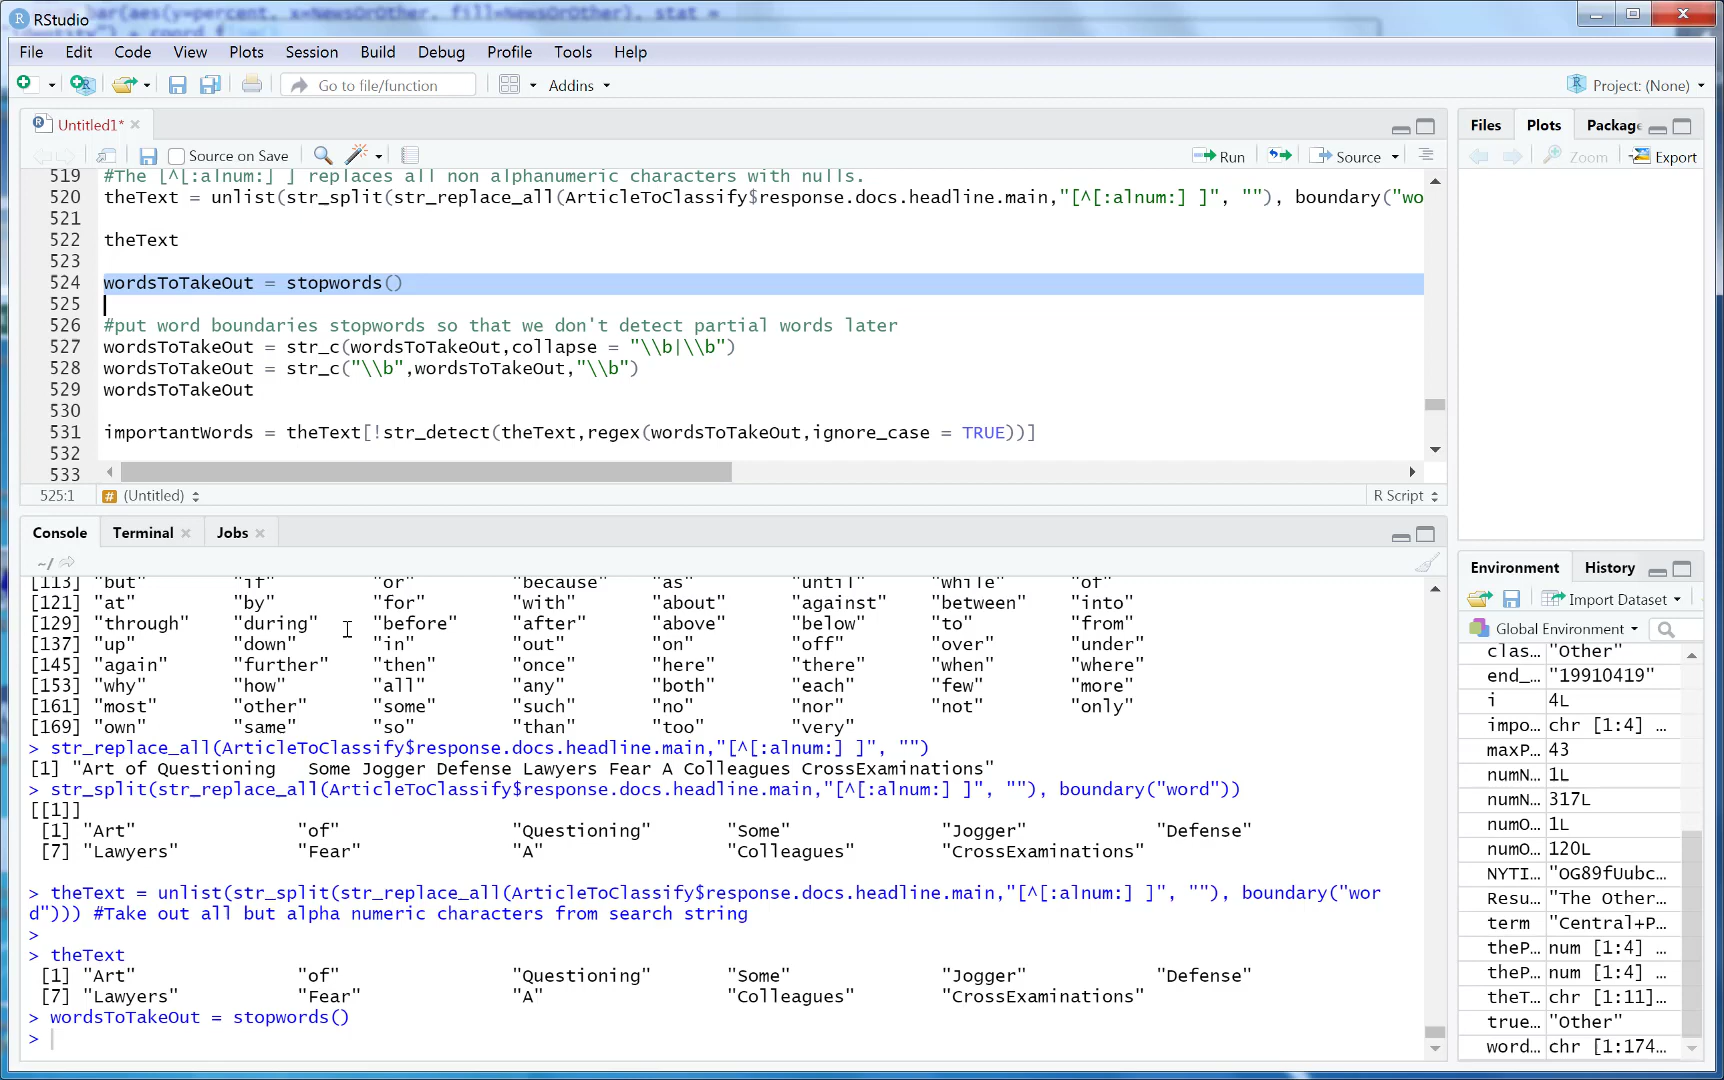 RStudio
File Edit Code View Plots Session Build Debug Profile Tools Help
Go to file/function Addins Project: (None)
Untitled1*
Source on Save Run Source
519 #The [^[:alnum:] ] replaces all non alphanumeric characters with nulls.
520 theText = unlist(str_split(str_replace_all(ArticleToClassify$response.docs.headline.main,"[^[:alnum:] ]", ""), boundary("wo
521
522 theText
523
524 wordsToTakeOut = stopwords()
525
526 #put word boundaries stopwords so that we don't detect partial words later
527 wordsToTakeOut = str_c(wordsToTakeOut,collapse = "\\b|\\b")
528 wordsToTakeOut = str_c("\\b",wordsToTakeOut,"\\b")
529 wordsToTakeOut
530
531 importantWords = theText[!str_detect(theText,regex(wordsToTakeOut,ignore_case = TRUE))]
532
533
525:1 # (Untitled) R Script
Console Terminal Jobs
~/
[113] "but" "if" "or" "because" "as" "until" "while" "of"
[121] "at" "by" "for" "with" "about" "against" "between" "into"
[129] "through" "during" "before" "after" "above" "below" "to" "from"
[137] "up" "down" "in" "out" "on" "off" "over" "under"
[145] "again" "further" "then" "once" "here" "there" "when" "where"
[153] "why" "how" "all" "any" "both" "each" "few" "more"
[161] "most" "other" "some" "such" "no" "nor" "not" "only"
[169] "own" "same" "so" "than" "too" "very"
> str_replace_all(ArticleToClassify$response.docs.headline.main,"[^[:alnum:] ]", "")
[1] "Art of Questioning   Some Jogger Defense Lawyers Fear A Colleagues CrossExaminations"
> str_split(str_replace_all(ArticleToClassify$response.docs.headline.main,"[^[:alnum:] ]", ""), boundary("word"))
[[1]]
[1] "Art" "of" "Questioning" "Some" "Jogger" "Defense"
[7] "Lawyers" "Fear" "A" "Colleagues" "CrossExaminations"
> theText = unlist(str_split(str_replace_all(ArticleToClassify$response.docs.headline.main,"[^[:alnum:] ]", ""), boundary("wor
d"))) #Take out all but alpha numeric characters from search string
>
> theText
[1] "Art" "of" "Questioning" "Some" "Jogger" "Defense"
[7] "Lawyers" "Fear" "A" "Colleagues" "CrossExaminations"
> wordsToTakeOut = stopwords()
>
Files Plots Packag
Zoom Export
Environment History
Import Dataset
Global Environment
clas… "Other"
end_… "19910419"
i 4L
impo… chr [1:4] …
maxP… 43
numN… 1L
numN… 317L
numO… 1L
numO… 120L
NYTI… "OG89fUubc…
Resu… "The Other…
term "Central+P…
theP… num [1:4] …
theP… num [1:4] …
theT… chr [1:11]…
true… "Other"
word… chr [1:174…